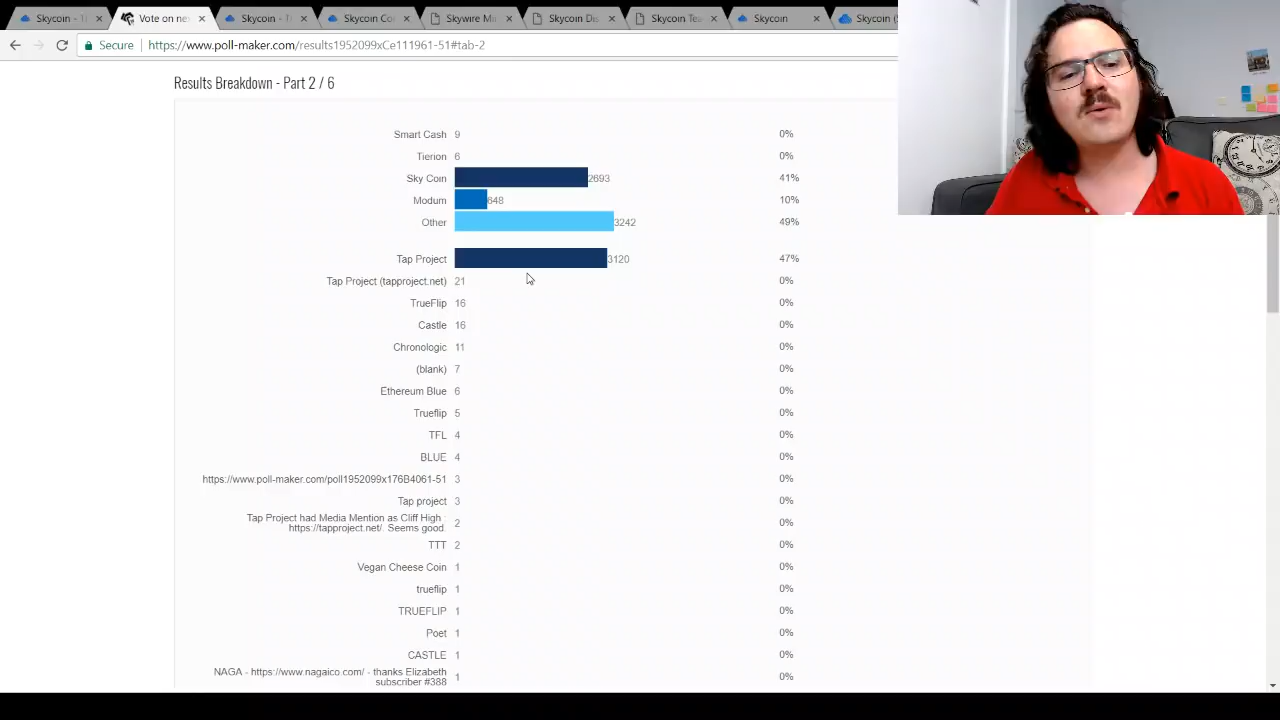 Skycoin - T
Vote on ne
Skycoin - T
Skycoin Co
Skywire Mi
Skycoin Dis
Skycoin Tea
Skycoin
Skycoin (
Secure https://www.poll-maker.com/results1952099xCe111961-51#tab-2
Results Breakdown - Part 2 / 6
Smart Cash 9 0%
Tierion 6 0%
Sky Coin 2693 41%
Modum 648 10%
Other 3242 49%
Tap Project 3120 47%
Tap Project (tapproject.net) 21 0%
TrueFlip 16 0%
Castle 16 0%
Chronologic 11 0%
(blank) 7 0%
Ethereum Blue 6 0%
Trueflip 5 0%
TFL 4 0%
BLUE 4 0%
https://www.poll-maker.com/poll1952099x176B4061-51 3 0%
Tap project 3 0%
Tap Project had Media Mention as Cliff High :
https://tapproject.net/. Seems good. 2 0%
TTT 2 0%
Vegan Cheese Coin 1 0%
trueflip 1 0%
TRUEFLIP 1 0%
Poet 1 0%
CASTLE 1 0%
NAGA - https://www.nagaico.com/ - thanks Elizabeth
subscriber #388 1 0%